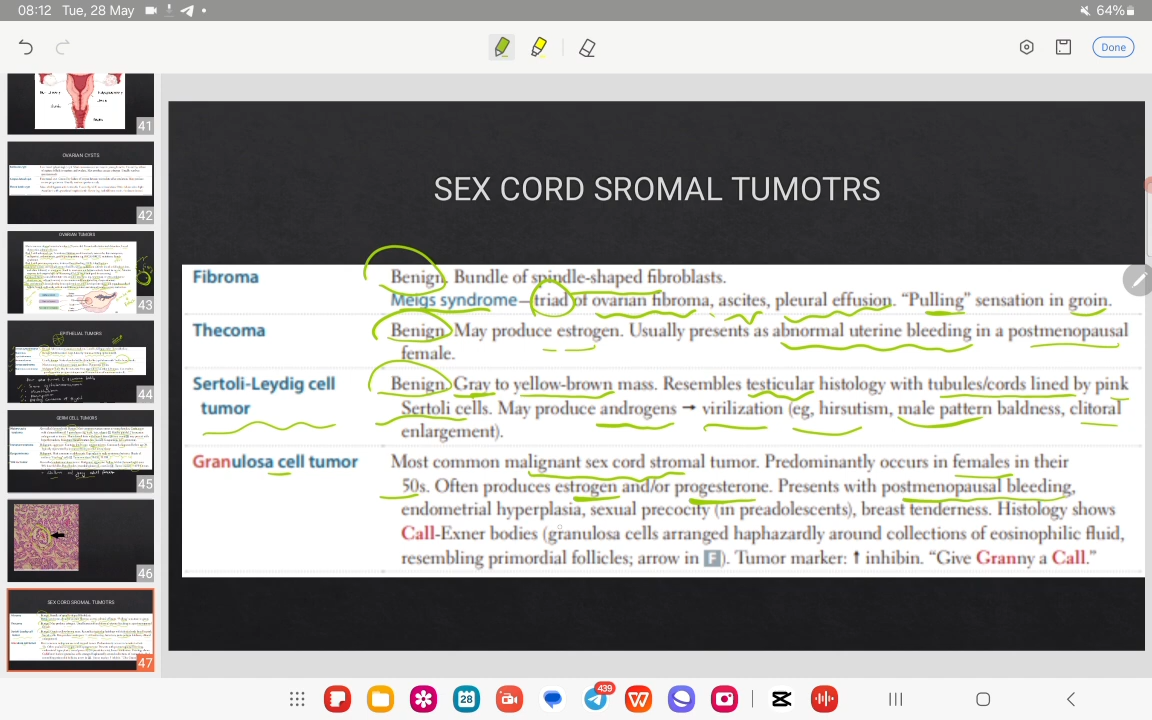 08:12 Tue, 28 May
64%
Done
41
OVARIAN CYSTS
42
OVARIAN TUMORS
43
EPITHELIAL TUMORS
44
GERM CELL TUMORS
45
46
SEX CORD SROMAL TUMOTRS
47
SEX CORD SROMAL TUMOTRS
Fibroma
Benign. Bundle of spindle-shaped fibroblasts.
Meigs syndrome—triad of ovarian fibroma, ascites, pleural effusion. “Pulling” sensation in groin.
Thecoma
Benign. May produce estrogen. Usually presents as abnormal uterine bleeding in a postmenopausal
female.
Sertoli-Leydig cell
tumor
Benign. Gray to yellow-brown mass. Resembles testicular histology with tubules/cords lined by pink
Sertoli cells. May produce androgens → virilization (eg, hirsutism, male pattern baldness, clitoral
enlargement).
Granulosa cell tumor
Most common malignant sex cord stromal tumor. Predominantly occurs in females in their
50s. Often produces estrogen and/or progesterone. Presents with postmenopausal bleeding,
endometrial hyperplasia, sexual precocity (in preadolescents), breast tenderness. Histology shows
Call-Exner bodies (granulosa cells arranged haphazardly around collections of eosinophilic fluid,
resembling primordial follicles; arrow in F). Tumor marker: ↑ inhibin. “Give Granny a Call.”
28
439